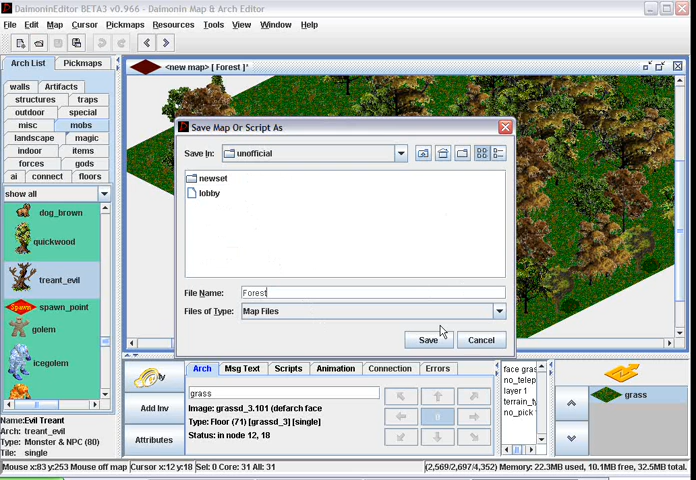 DaimoninEditor BETA3 v0.966 - Daimonin Map & Arch Editor
File Edit Map Cursor Pickmaps Resources Tools View Window Help
Arch List Pickmaps
walls Artifacts
structures traps
outdoor special
misc mobs
landscape magic
indoor items
forces gods
ai connect floors
show all
dog_brown
quickwood
treant_evil
Spawn spawn_point
golem
icegolem
Name:Evil Treant
Arch: treant_evil
Type: Monster & NPC (80)
Tile: single
<new map> [ Forest ]*
Save Map Or Script As
Save In: unofficial
newset
lobby
File Name: Forest
Files of Type: Map Files
Save Cancel
Add Inv
Attributes
Arch Msg Text Scripts Animation Connection Errors
grass
Image: grassd_3.101 (defarch face
Type: Floor (71) [grassd_3] [single]
Status: in node 12, 18
0
face gras
no_telep
layer 1
terrain_ty
no_pick
grass
Mouse x:83 y:253 Mouse off map Cursor x:12 y:18 Sel: 0 Core: 31 All: 31 (2,569/2,697/4,352) Memory: 22.3MB used, 10.1MB free, 32.5MB total.